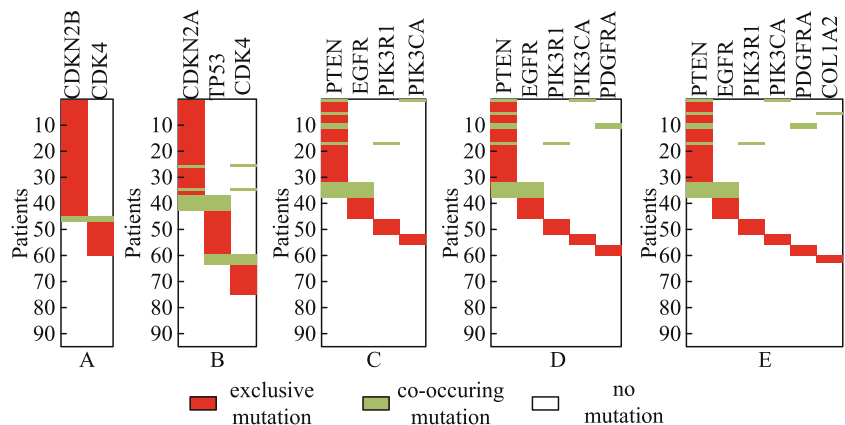 CDKN2B
CDK4
CDKN2A
TP53
CDK4
PTEN
EGFR
PIK3R1
PIK3CA
PTEN
EGFR
PIK3R1
PIK3CA
PDGFRA
PTEN
EGFR
PIK3R1
PIK3CA
PDGFRA
COL1A2
Patients
10
20
30
40
50
60
70
80
90
A
Patients
10
20
30
40
50
60
70
80
90
B
Patients
10
20
30
40
50
60
70
80
90
C
Patients
10
20
30
40
50
60
70
80
90
D
Patients
10
20
30
40
50
60
70
80
90
E
exclusive
mutation
co-occuring
mutation
no
mutation